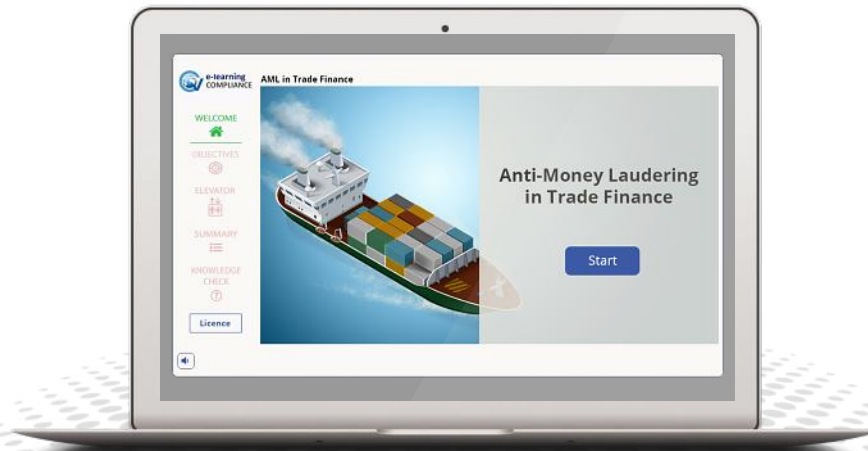 e-learning
COMPLIANCE
AML in Trade Finance
WELCOME
OBJECTIVES
ELEVATOR
SUMMARY
KNOWLEDGE
CHECK
Licence
Anti-Money Laudering
in Trade Finance
Start